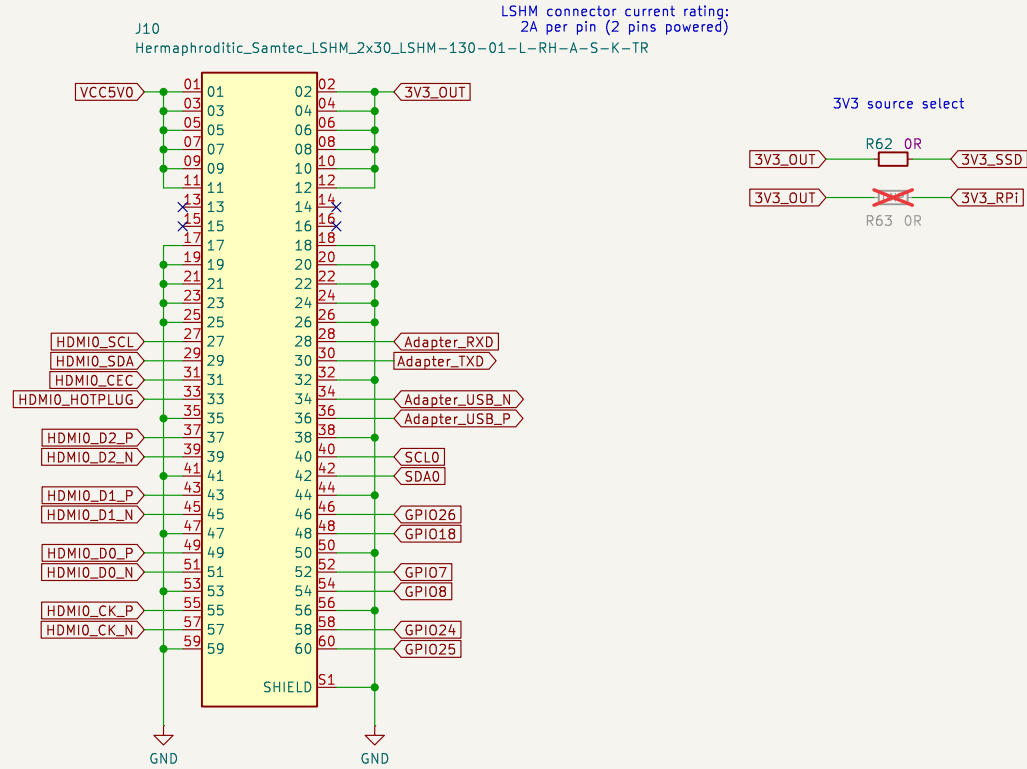 LSHM connector current rating:
2A per pin (2 pins powered)
J10
Hermaphroditic_Samtec_LSHM_2x30_LSHM-130-01-L-RH-A-S-K-TR
3V3 source select
VCC5V0 01 01 02 02 3V3_OUT
03 03 04 04
05 05 06 06
07 07 08 08
09 09 10 10
11 11 12 12
13 13 14 14
15 15 16 16
17 17 18 18
19 19 20 20
21 21 22 22
23 23 24 24
25 25 26 26
HDMI0_SCL 27 27 28 28 Adapter_RXD
HDMI0_SDA 29 29 30 30 Adapter_TXD
HDMI0_CEC 31 31 32 32
HDMI0_HOTPLUG 33 33 34 34 Adapter_USB_N
35 35 36 36 Adapter_USB_P
HDMI0_D2_P 37 37 38 38
HDMI0_D2_N 39 39 40 40 SCL0
41 41 42 42 SDA0
HDMI0_D1_P 43 43 44 44
HDMI0_D1_N 45 45 46 46 GPIO26
47 47 48 48 GPIO18
HDMI0_D0_P 49 49 50 50
HDMI0_D0_N 51 51 52 52 GPIO7
53 53 54 54 GPIO8
HDMI0_CK_P 55 55 56 56
HDMI0_CK_N 57 57 58 58 GPIO24
59 59 60 60 GPIO25
SHIELD S1
GND GND
R62 0R
3V3_OUT 3V3_SSD
3V3_OUT 3V3_RPi
R63 0R